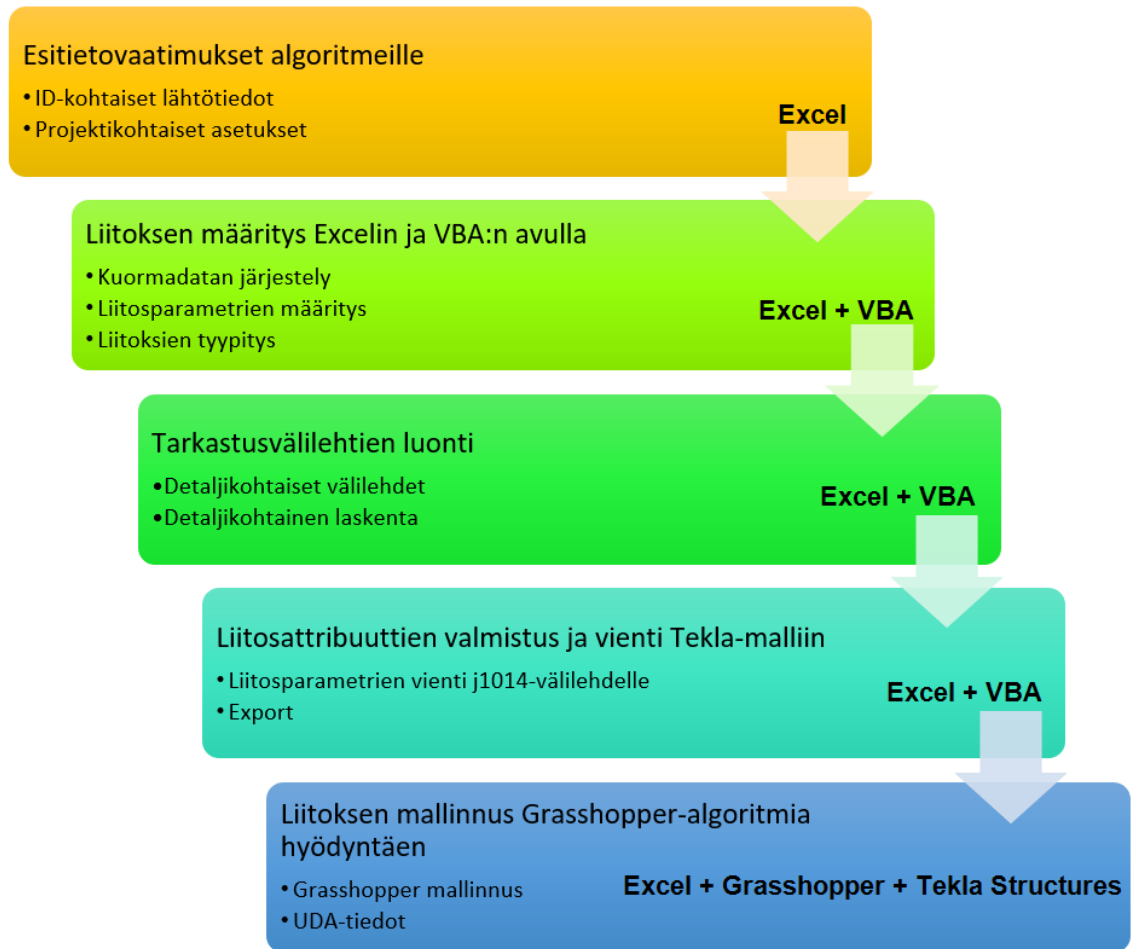 Esitietovaatimukset algoritmeille
• ID-kohtaiset lähtötiedot
• Projektikohtaiset asetukset
Excel
Liitoksen määritys Excelin ja VBA:n avulla
• Kuormadatan järjestely
• Liitosparametrien määritys
• Liitoksien tyypitys
Excel + VBA
Tarkastusvälilehtien luonti
•Detaljikohtaiset välilehdet
•Detaljikohtainen laskenta
Excel + VBA
Liitosattribuuttien valmistus ja vienti Tekla-malliin
• Liitosparametrien vienti j1014-välilehdelle
• Export
Excel + VBA
Liitoksen mallinnus Grasshopper-algoritmia
hyödyntäen
• Grasshopper mallinnus
• UDA-tiedot
Excel + Grasshopper + Tekla Structures